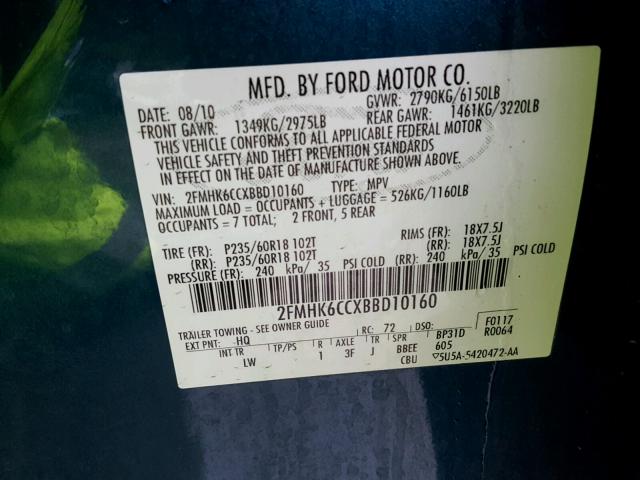 MFD. BY FORD MOTOR CO.
DATE: 08/10 GVWR: 2790KG/6150LB
FRONT GAWR: 1349KG/2975LB REAR GAWR: 1461KG/3220LB
THIS VEHICLE CONFORMS TO ALL APPLICABLE FEDERAL MOTOR
VEHICLE SAFETY AND THEFT PREVENTION STANDARDS
IN EFFECT ON THE DATE OF MANUFACTURE SHOWN ABOVE.
VIN: 2FMHK6CCXBBD10160 TYPE: MPV
MAXIMUM LOAD = OCCUPANTS + LUGGAGE = 526KG/1160LB
OCCUPANTS = 7 TOTAL; 2 FRONT, 5 REAR
TIRE (FR): P235/60R18 102T RIMS (FR): 18X7.5J
(RR): P235/60R18 102T (RR): 18X7.5J
PRESSURE (FR): 240 kPa/ 35 PSI COLD (RR): 240 kPa/ 35 PSI COLD
2FMHK6CCXBBD10160
TRAILER TOWING - SEE OWNER GUIDE F0117
EXT PNT: HQ RC: 72 DSO: R0064
INT TR TP/PS R AXLE TR SPR BP31D
LW 1 3F J BBEE 605
CBU ▽5U5A-5420472-AA